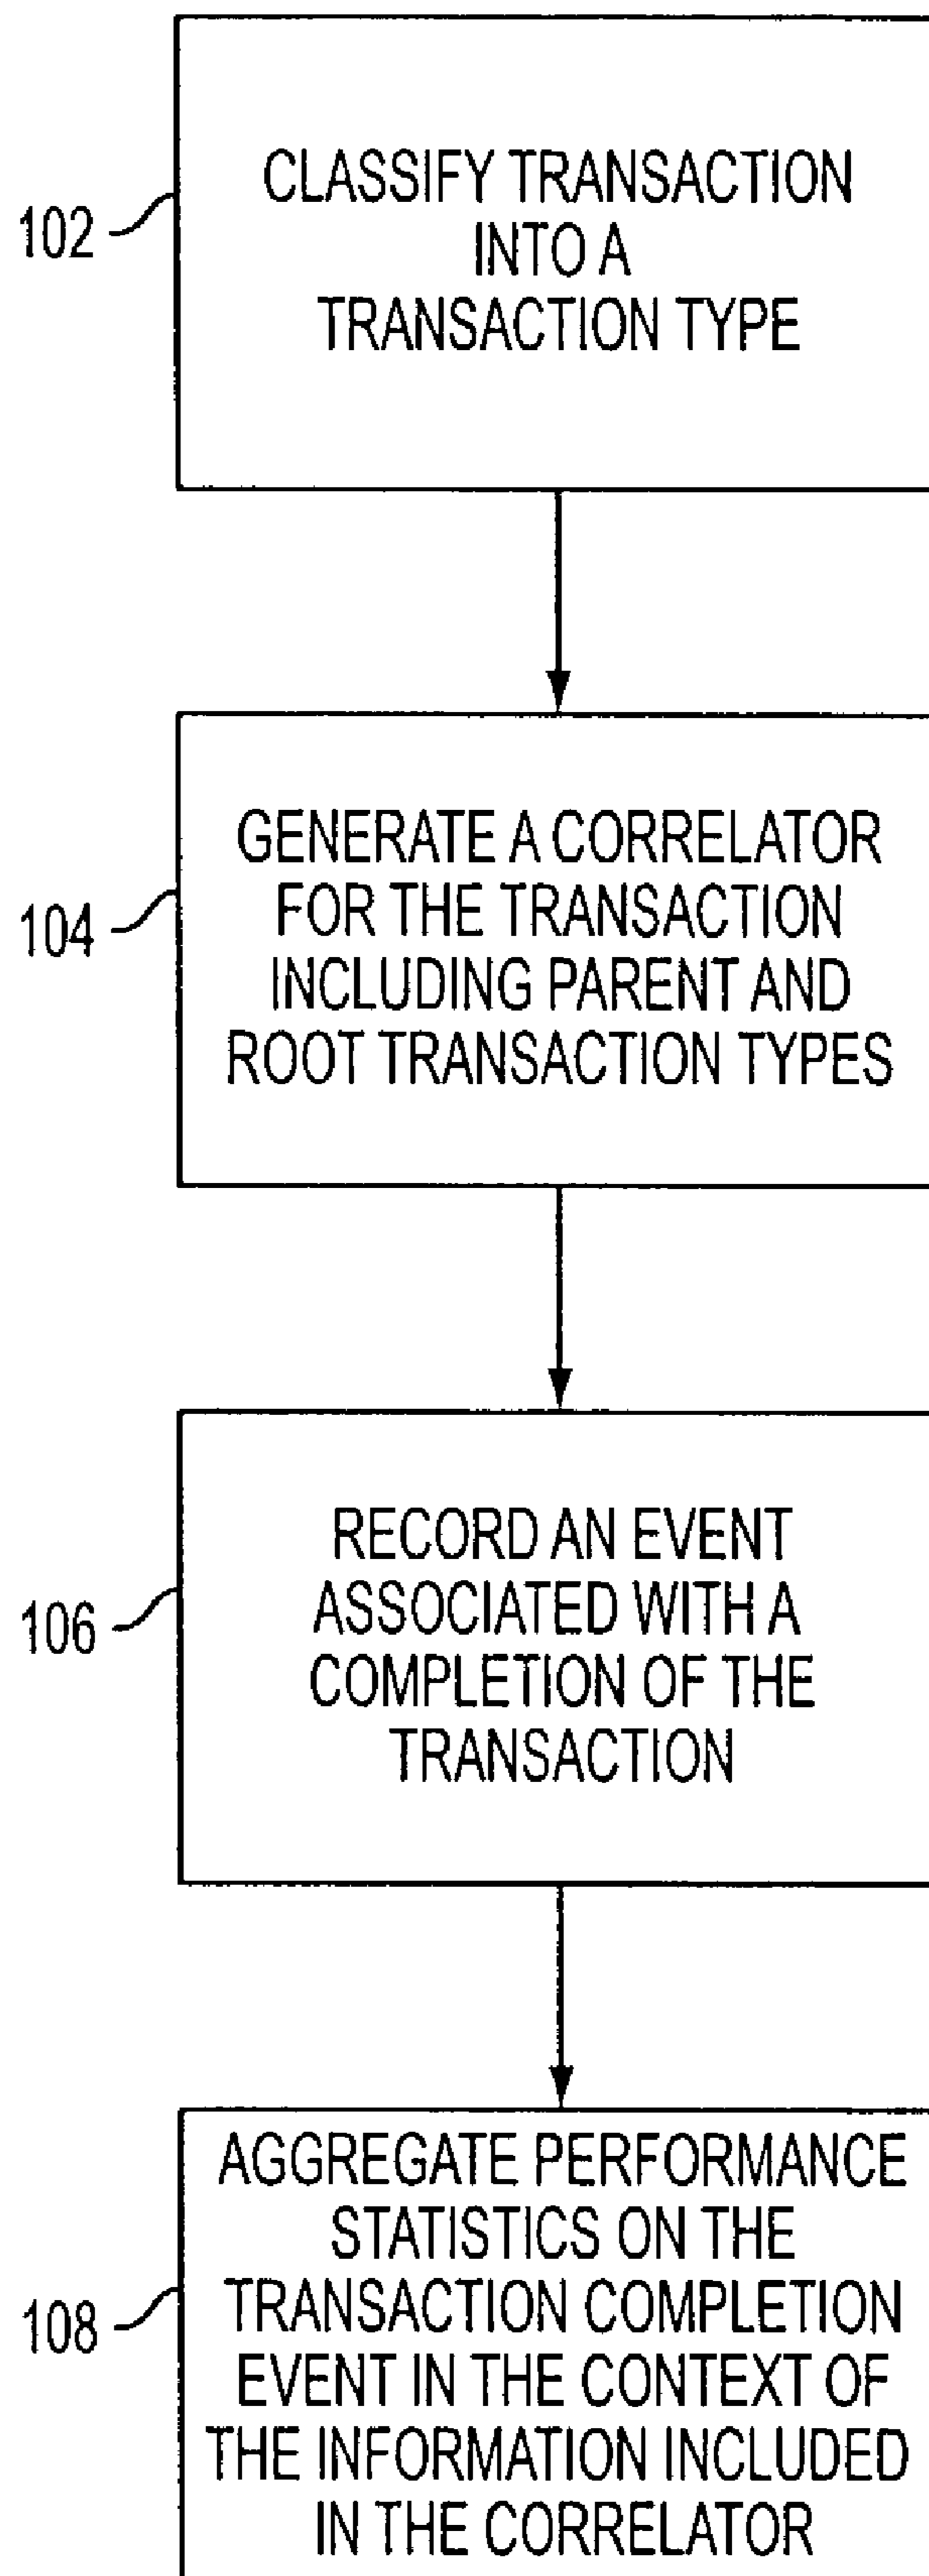 CLASSIFY TRANSACTION
INTO A
TRANSACTION TYPE
102
GENERATE A CORRELATOR
FOR THE TRANSACTION
INCLUDING PARENT AND
ROOT TRANSACTION TYPES
104
RECORD AN EVENT
ASSOCIATED WITH A
COMPLETION OF THE
TRANSACTION
106
AGGREGATE PERFORMANCE
STATISTICS ON THE
TRANSACTION COMPLETION
EVENT IN THE CONTEXT OF
THE INFORMATION INCLUDED
IN THE CORRELATOR
108